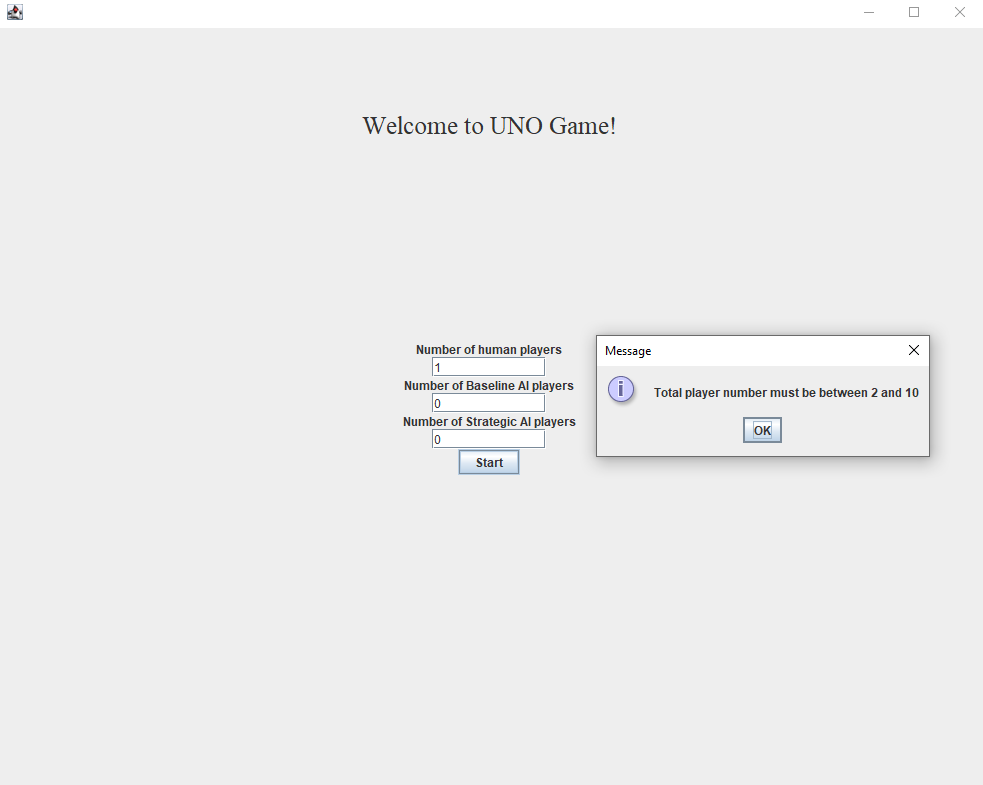 Welcome to UNO Game!
Number of human players
1
Number of Baseline AI players
0
Number of Strategic AI players
0
Start
Message
i
Total player number must be between 2 and 10
OK